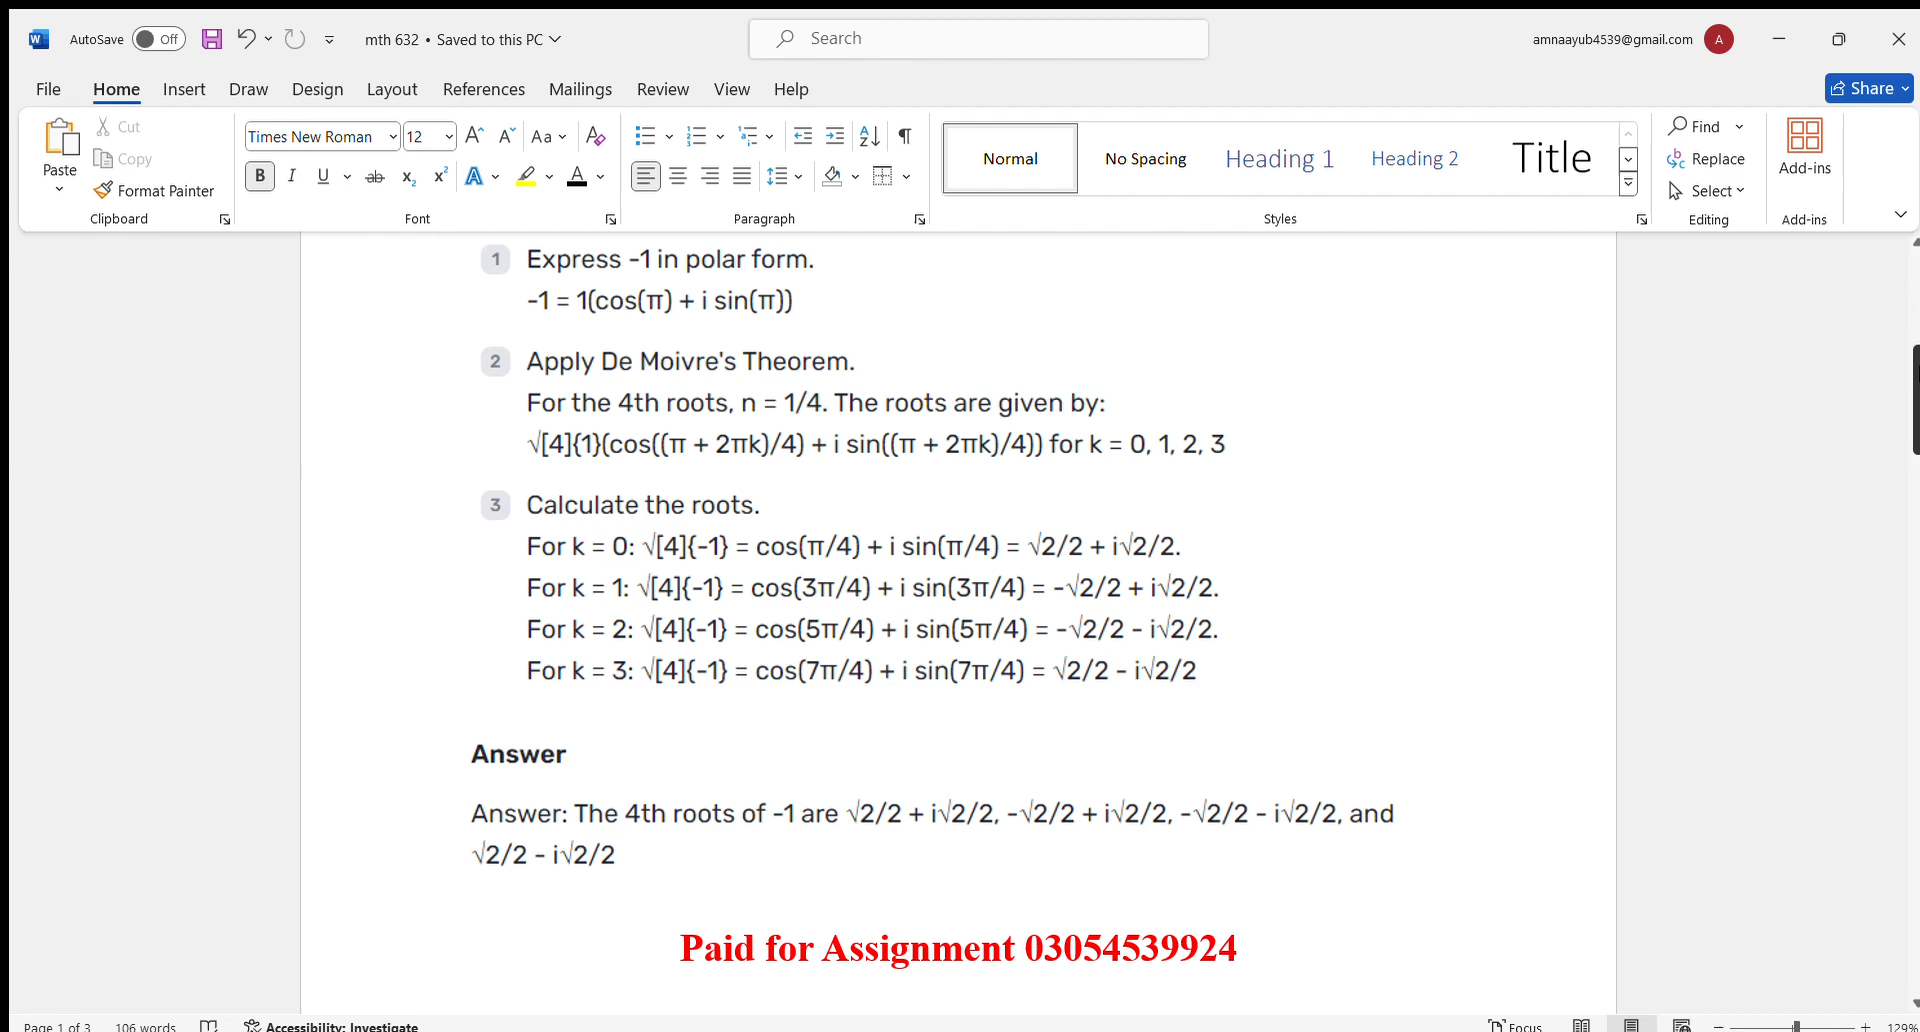 AutoSave Off mth 632 • Saved to this PC Search amnaayub4539@gmail.com A
File Home Insert Draw Design Layout References Mailings Review View Help Share
Paste Cut Copy Format Painter Clipboard
Times New Roman 12 Aa
B I U ab x₂ x² A A
Font
Paragraph
Normal No Spacing Heading 1 Heading 2 Title
Styles
Find
Replace
Select
Editing
Add-ins
Add-ins
1 Express -1 in polar form.
-1 = 1(cos(π) + i sin(π))
2 Apply De Moivre's Theorem.
For the 4th roots, n = 1/4. The roots are given by:
√[4]{1}(cos((π + 2πk)/4) + i sin((π + 2πk)/4)) for k = 0, 1, 2, 3
3 Calculate the roots.
For k = 0: √[4]{-1} = cos(π/4) + i sin(π/4) = √2/2 + i√2/2.
For k = 1: √[4]{-1} = cos(3π/4) + i sin(3π/4) = -√2/2 + i√2/2.
For k = 2: √[4]{-1} = cos(5π/4) + i sin(5π/4) = -√2/2 - i√2/2.
For k = 3: √[4]{-1} = cos(7π/4) + i sin(7π/4) = √2/2 - i√2/2
Answer
Answer: The 4th roots of -1 are √2/2 + i√2/2, -√2/2 + i√2/2, -√2/2 - i√2/2, and
√2/2 - i√2/2
Paid for Assignment 03054539924
Page 1 of 3 106 words Accessibility: Investigate Focus 129%